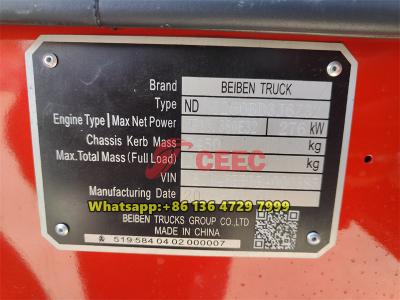 Brand BEIBEN TRUCK
Type ND
Engine Type | Max Net Power 276 kW
Chassis Kerb Mass kg
Max.Total Mass (Full Load) kg
CEEC
VIN
Manufacturing Date 20
Whatsapp:+86 136 4729 7999
BEIBEN TRUCKS GROUP CO.,LTD
MADE IN CHINA
519 584 04 02 000007